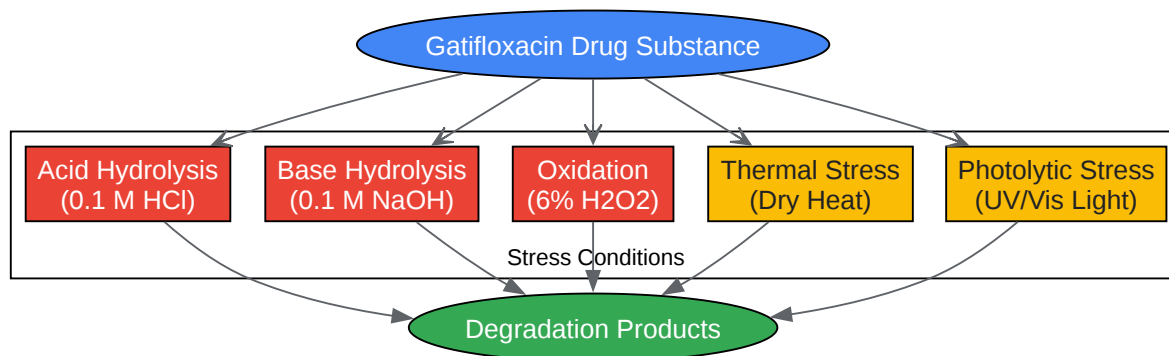 Gatifloxacin Drug Substance
Acid Hydrolysis
(0.1 M HCl)
Base Hydrolysis
(0.1 M NaOH)
Oxidation
(6% H2O2)
Thermal Stress
(Dry Heat)
Photolytic Stress
(UV/Vis Light)
Stress Conditions
Degradation Products